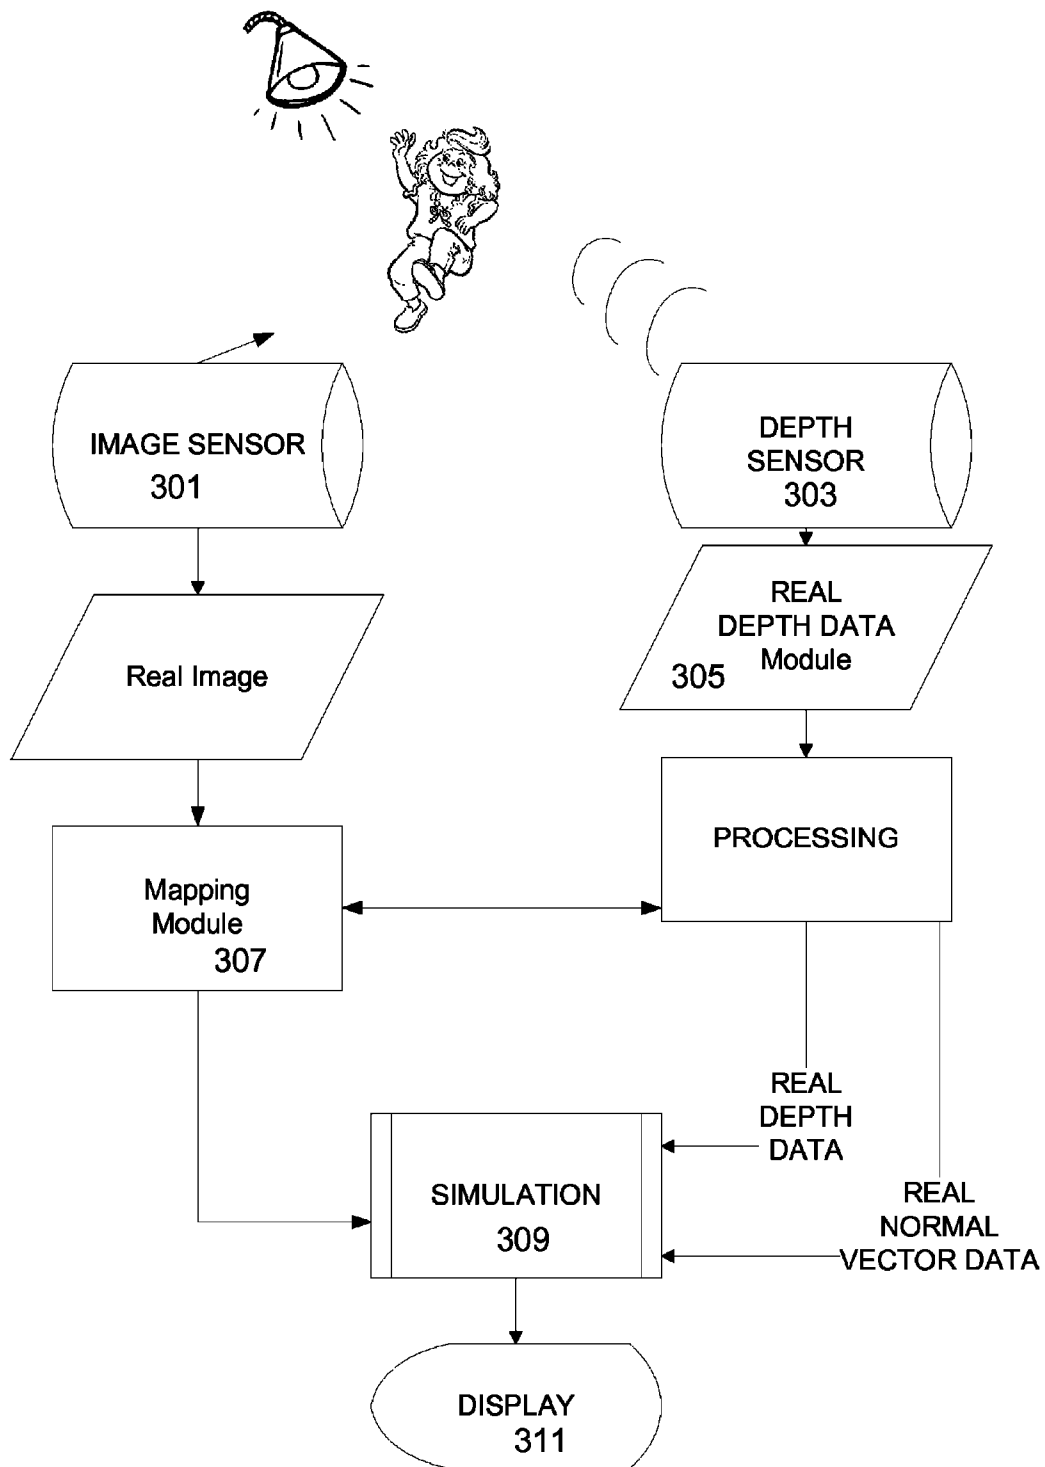 IMAGE SENSOR
301
DEPTH
SENSOR
303
Real Image
REAL
DEPTH DATA
Module
305
Mapping
Module
307
PROCESSING
REAL
DEPTH
DATA
SIMULATION
309
REAL
NORMAL
VECTOR DATA
DISPLAY
311